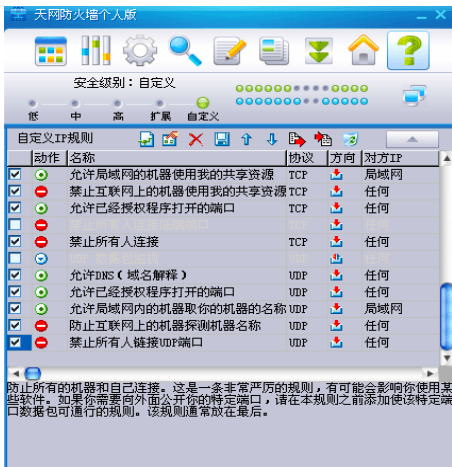 天网防火墙个人版
安全级别：自定义
低 中 高 扩展 自定义
自定义IP规则
动作 名称 协议 方向 对方IP
允许局域网的机器使用我的共享资源 TCP 局域网
禁止互联网上的机器使用我的共享资源 TCP 任何
允许已经授权程序打开的端口 TCP 任何
TCP 任何
禁止所有人连接 TCP 任何
UDP 数据包监视 UDP 任何
允许DNS(域名解释) UDP 任何
允许已经授权程序打开的端口 UDP 任何
允许局域网内的机器取你的机器的名称 UDP 局域网
防止互联网上的机器探测机器名称 UDP 任何
禁止所有人链接UDP端口 UDP 任何
防止所有的机器和自己连接。这是一条非常严厉的规则，有可能会影响你使用某
些软件。如果你需要向外面公开你的特定端口，请在本规则之前添加使该特定端
口数据包可通行的规则。该规则通常放在最后。